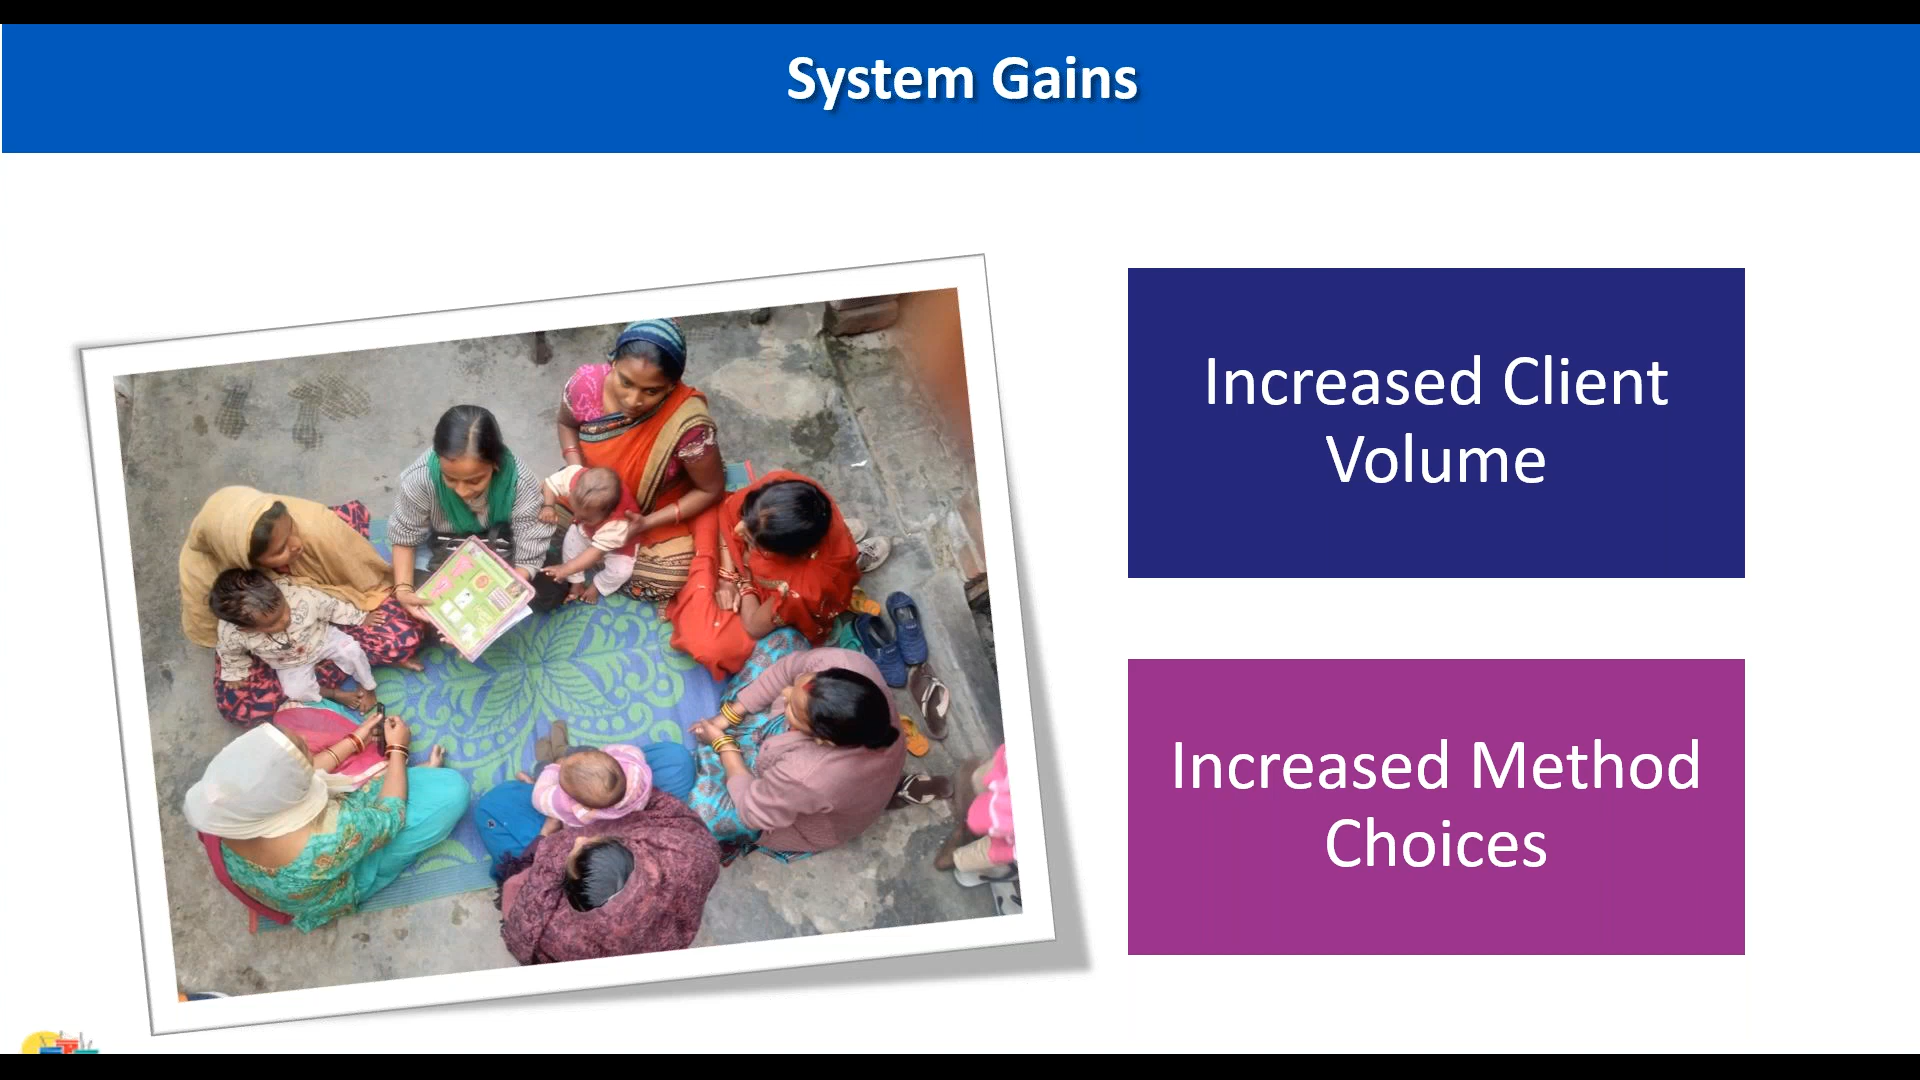 System Gains
Increased Client
Volume
Increased Method
Choices